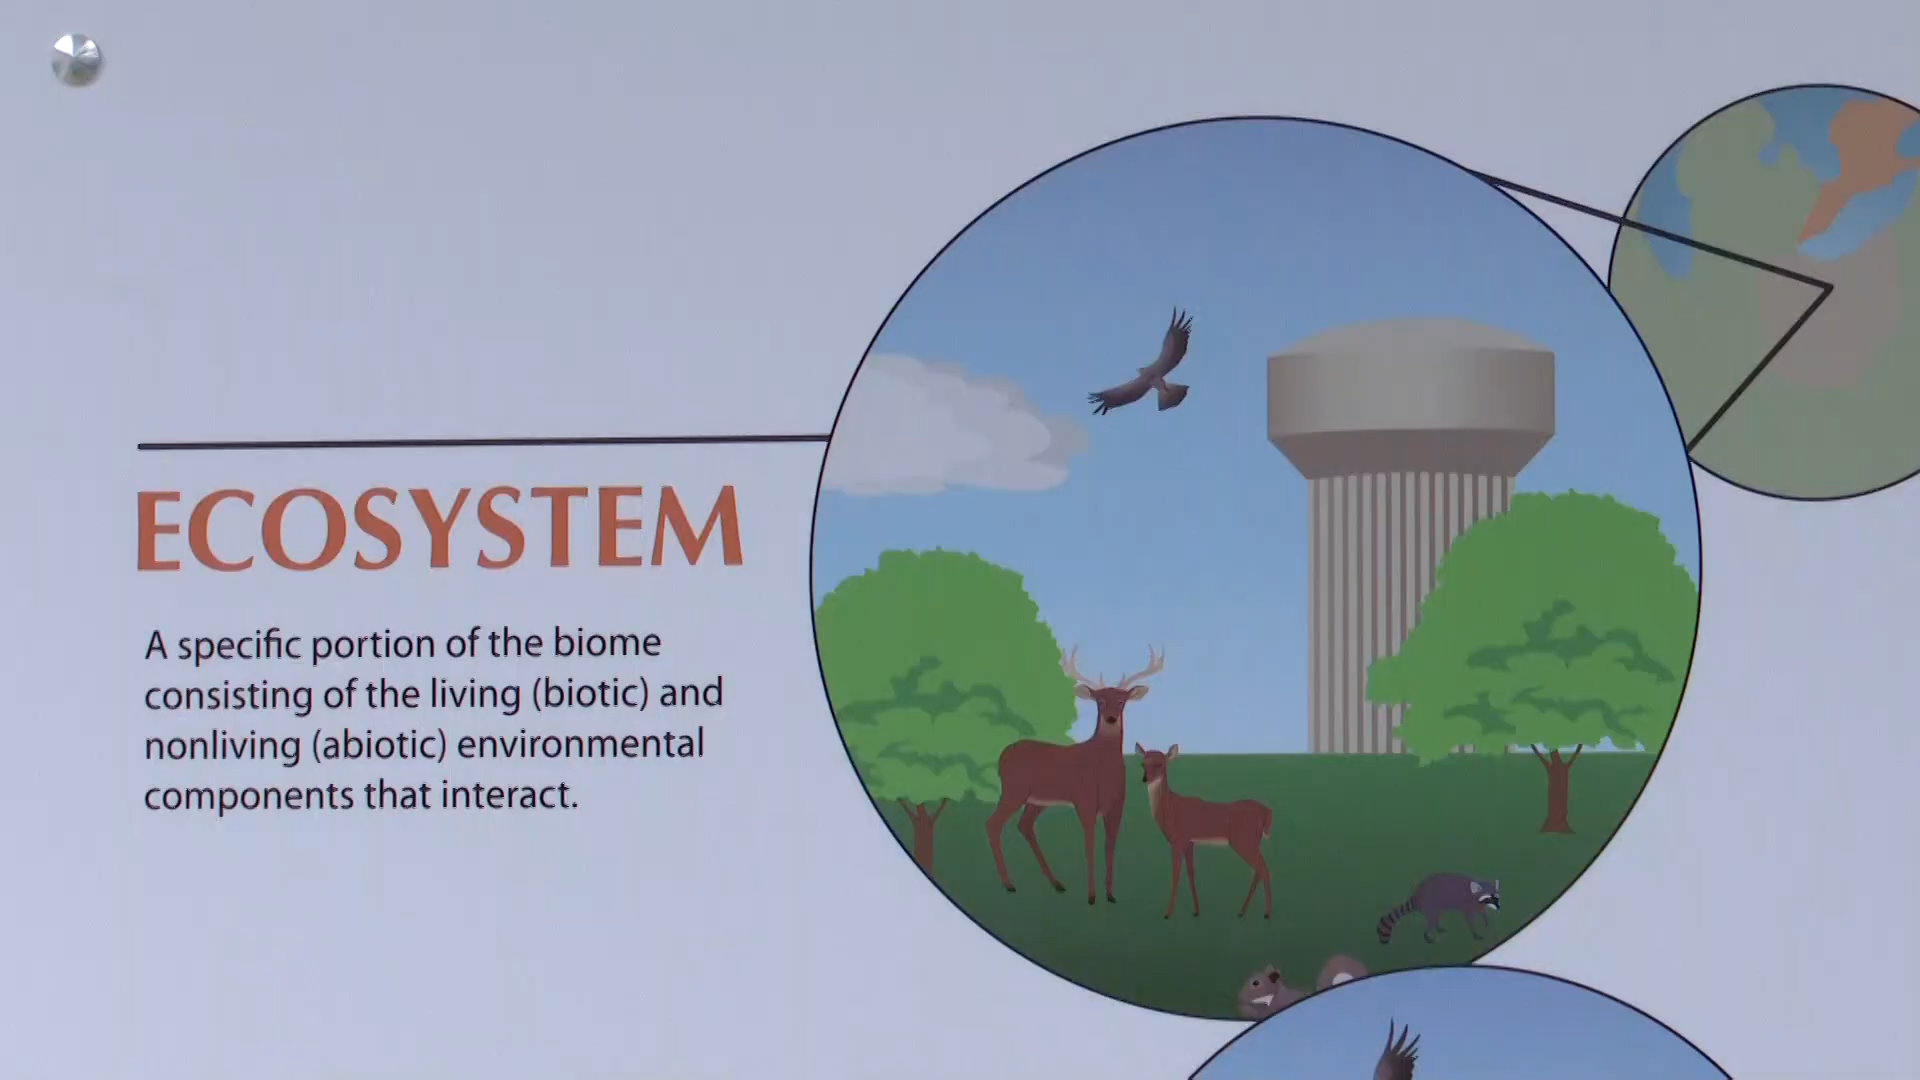 ECOSYSTEM
A specific portion of the biome
consisting of the living (biotic) and
nonliving (abiotic) environmental
components that interact.